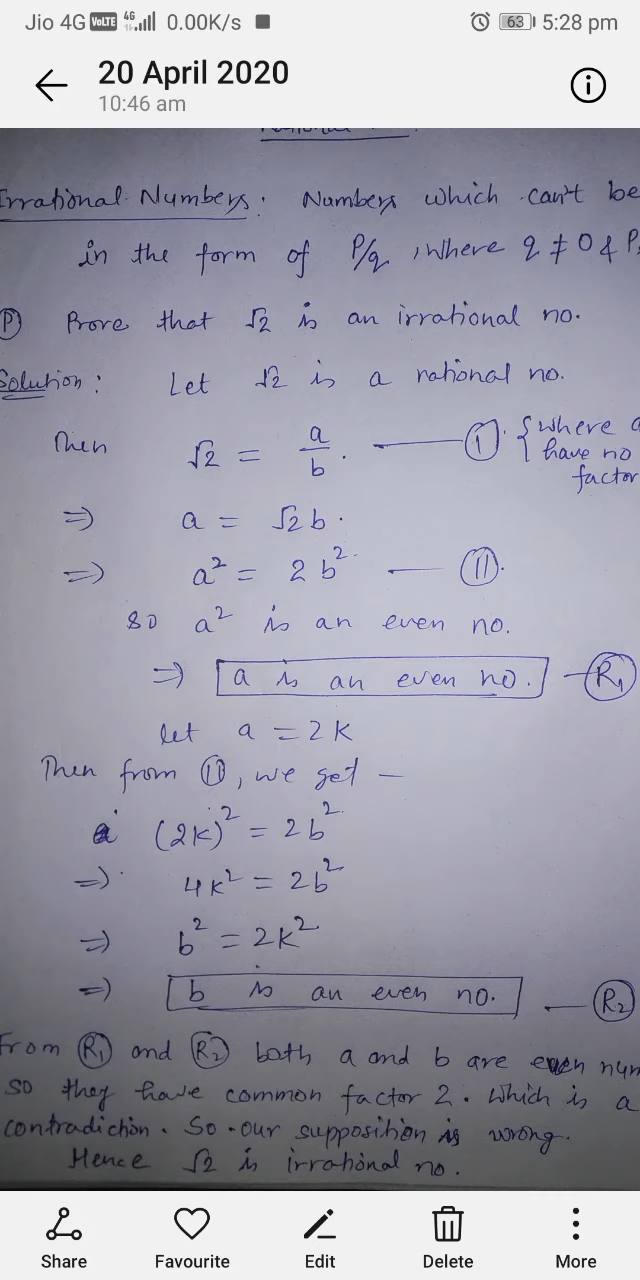 Jio 4G VoLTE 4G 0.00K/s 63 5:28 pm
20 April 2020
10:46 am
Irrational Numbers: Numbers which can't be
in the form of P/q, where q ≠ 0 & P,
(P) Prove that √2 is an irrational no.
Solution: Let √2 is a rational no.
Then √2 = a/b. — (I) {where a
have no
factor
⇒ a = √2 b.
⇒ a² = 2b² — (II).
so a² is an even no.
⇒ a is an even no. — (R₁)
let a = 2K
Then from (II), we get —
(2K)² = 2b²
⇒ 4K² = 2b²
⇒ b² = 2K²
⇒ b is an even no. — (R₂)
From (R₁) and (R₂) both a and b are even num
so they have common factor 2. Which is a
contradiction. So our supposition is wrong.
Hence √2 is irrational no.
Share Favourite Edit Delete More